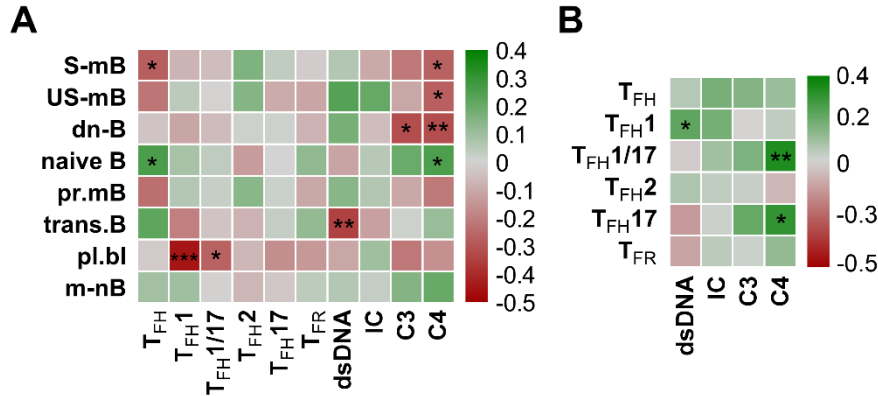 A
S-mB * *
US-mB *
dn-B * **
naive B * *
pr.mB
trans.B **
pl.bl *** *
m-nB
TFH TFH1 TFH1/17 TFH2 TFH17 TFR dsDNA IC C3 C4
0.4
0.3
0.2
0.1
0
-0.1
-0.2
-0.3
-0.4
-0.5
B
TFH
TFH1 *
TFH1/17 **
TFH2
TFH17 *
TFR
dsDNA IC C3 C4
0.4
0.2
0
-0.3
-0.5